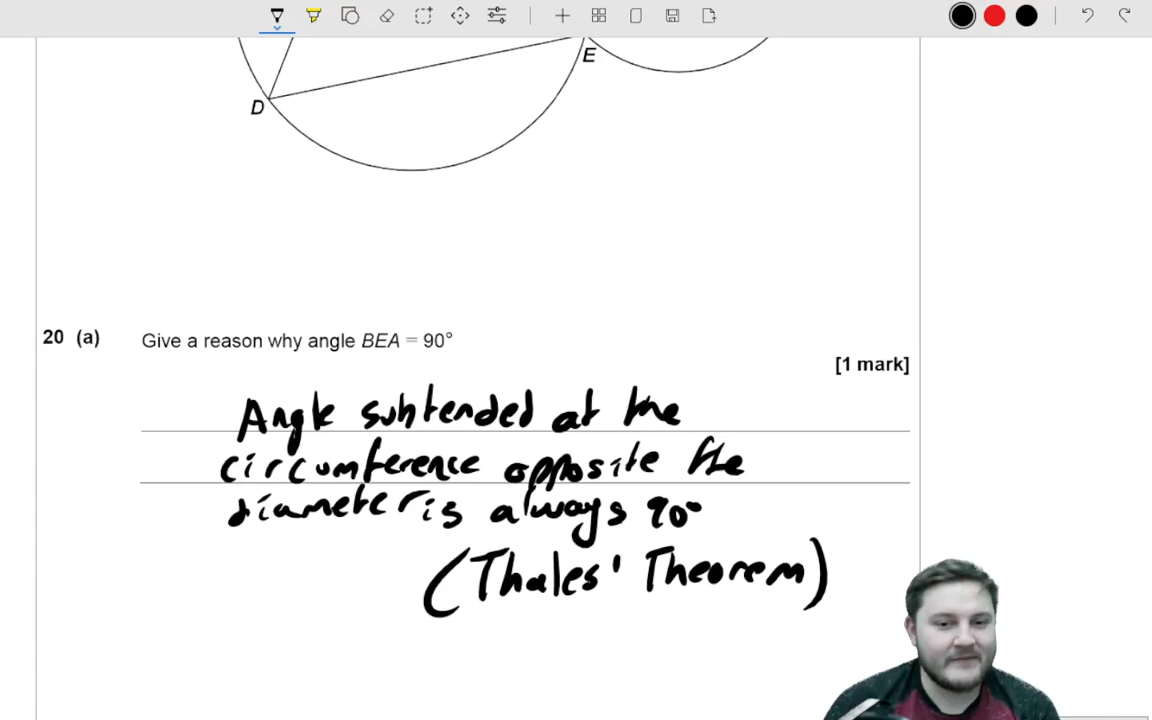 E
D
20 (a) Give a reason why angle BEA = 90°
[1 mark]
Angle subtended at the
circumference opposite the
diameter is always 90°
(Thales' Theorem)